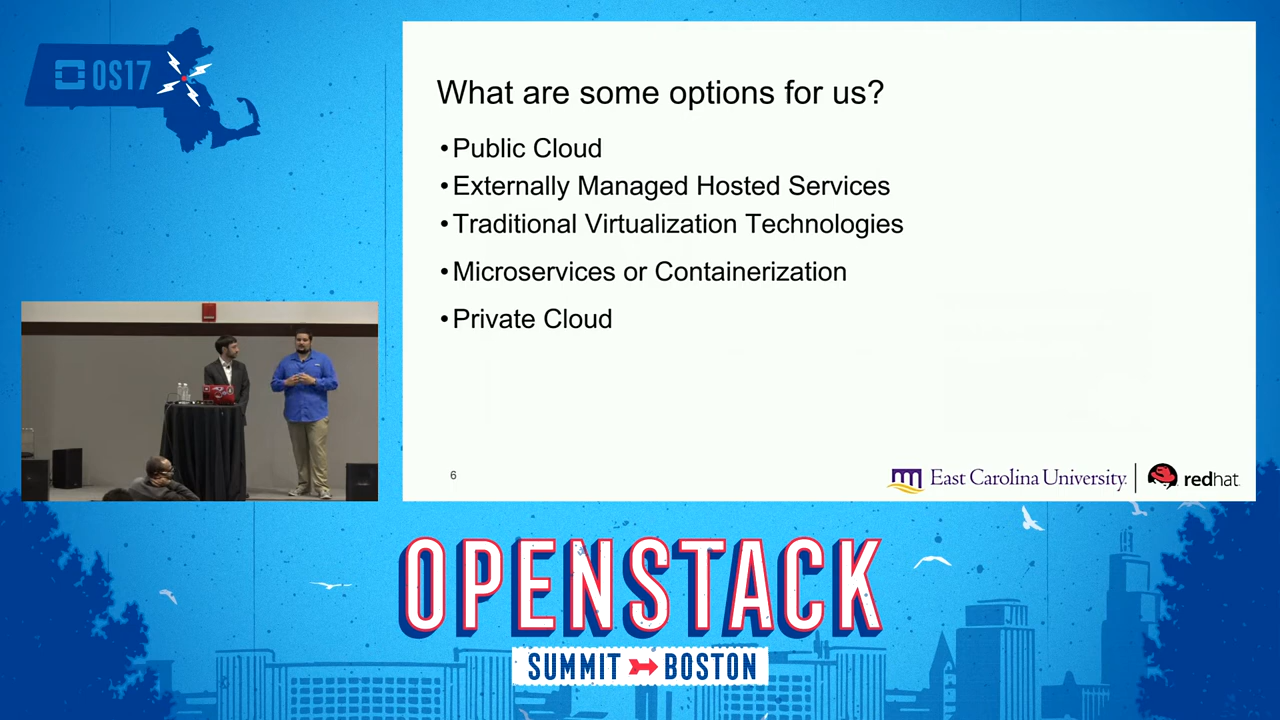 OS17
What are some options for us?
•Public Cloud
•Externally Managed Hosted Services
•Traditional Virtualization Technologies
•Microservices or Containerization
•Private Cloud
6
East Carolina University
redhat
OPENSTACK
SUMMIT BOSTON